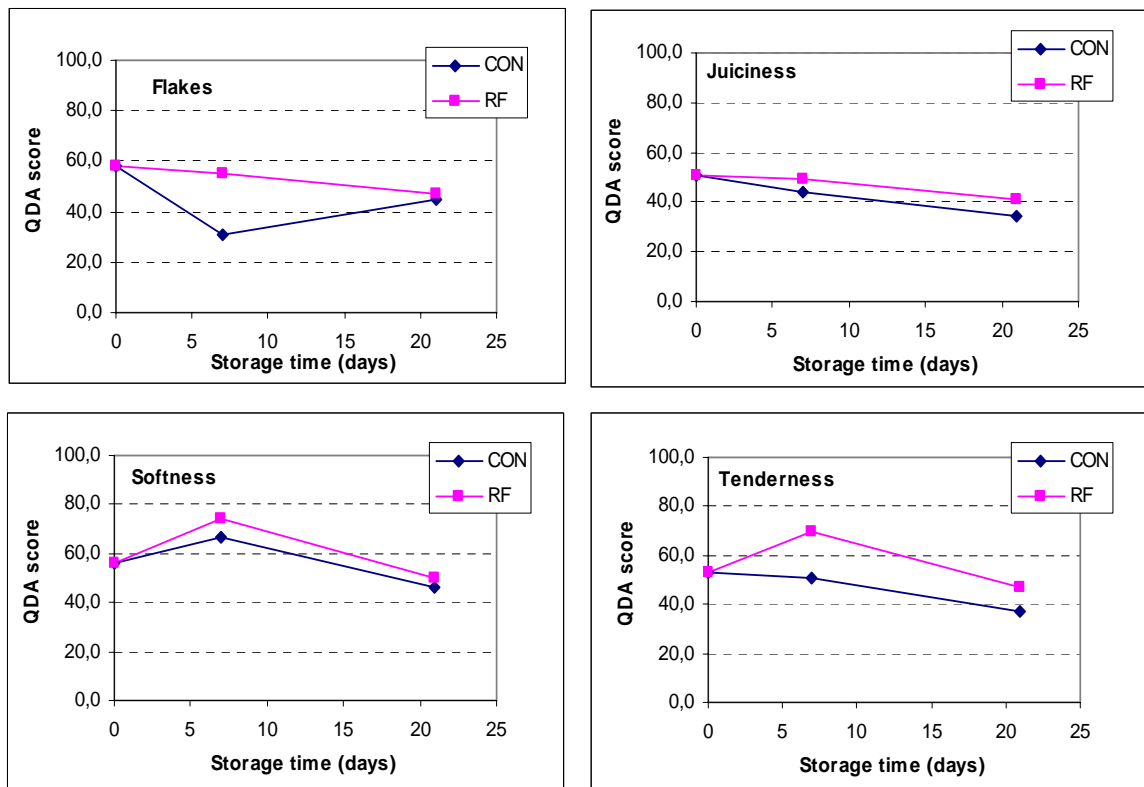 Flakes
CON
RF
QDA score
100,0
80,0
60,0
40,0
20,0
0,0
0 5 10 15 20 25
Storage time (days)
Juiciness
CON
RF
QDA score
100,0
80,0
60,0
40,0
20,0
0,0
0 5 10 15 20 25
Storage time (days)
Softness
CON
RF
QDA score
100,0
80,0
60,0
40,0
20,0
0,0
0 5 10 15 20 25
Storage time (days)
Tenderness
CON
RF
QDA score
100,0
80,0
60,0
40,0
20,0
0,0
0 5 10 15 20 25
Storage time (days)